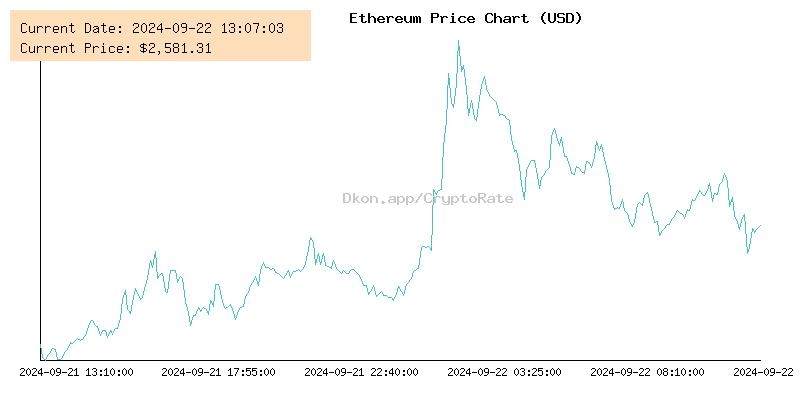 Ethereum Price Chart (USD)
Current Date: 2024-09-22 13:07:03
Current Price: $2,581.31
Dkon.app/CryptoRate
2024-09-21 13:10:00 2024-09-21 17:55:00 2024-09-21 22:40:00 2024-09-22 03:25:00 2024-09-22 08:10:00 2024-09-22